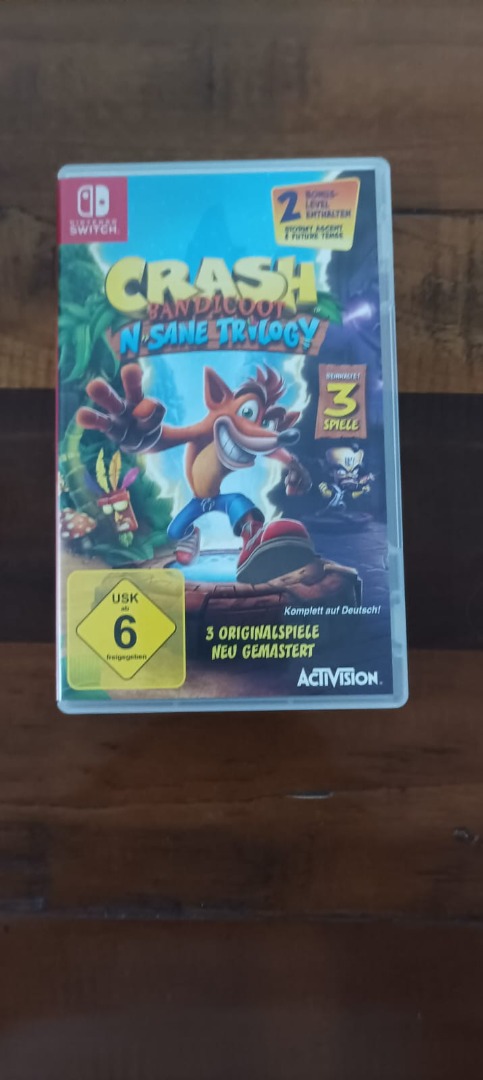 NINTENDO
SWITCH.
2 BONUS-
LEVEL
ENTHALTEN
STORMY ASCENT
& FUTURE TENSE
CRASH
BANDICOOT
N. SANE TRILOGY
BEINHALTET
3
SPIELE
USK
ab
6
freigegeben
Komplett auf Deutsch!
3 ORIGINALSPIELE
NEU GEMASTERT
ACTIVISION.